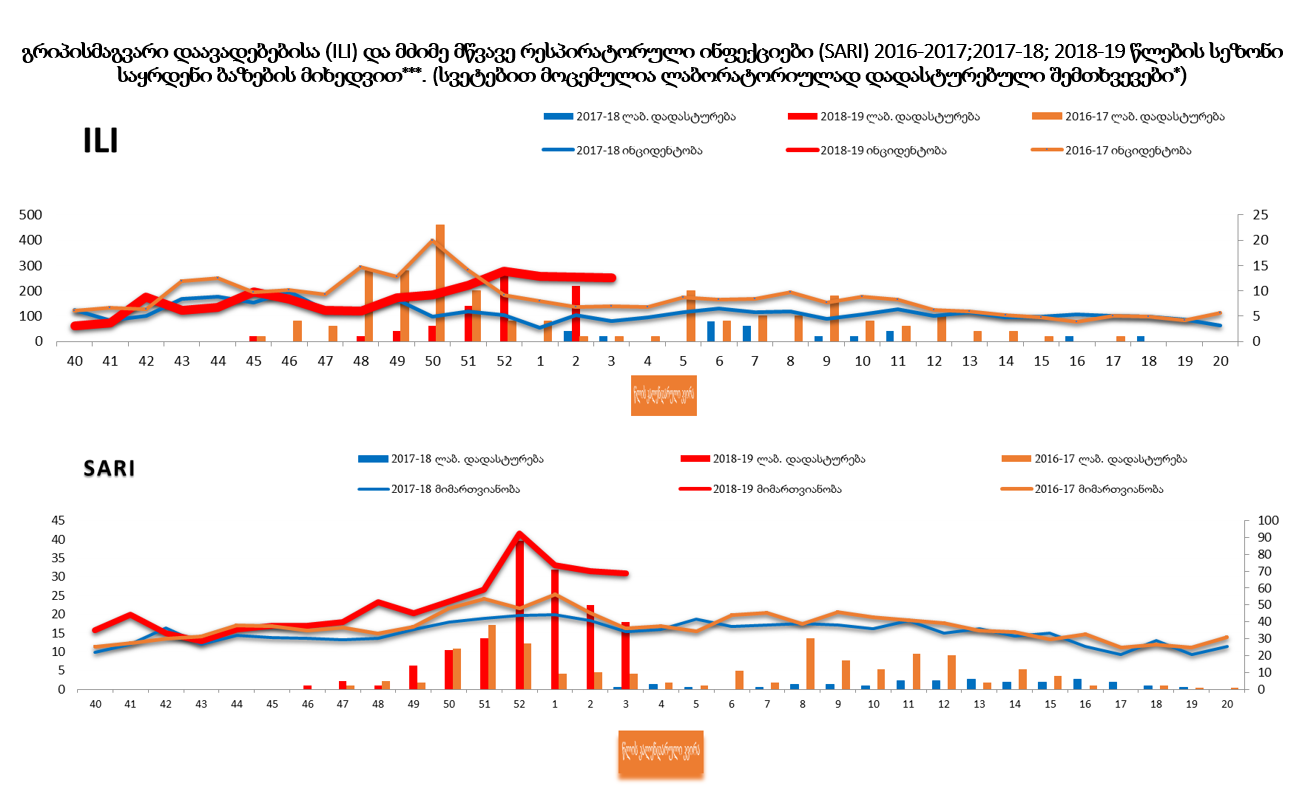 გრიპისმაგვარი დაავადებებისა (ILI) და მძიმე მწვავე რესპირატორული ინფექციები (SARI) 2016-2017;2017-18; 2018-19 წლების სეზონი
საყრდენი ბაზების მიხედვით***. (სვეტებით მოცემულია ლაბორატორიულად დადასტურებული შემთხვევები*)
ILI
2017-18 ლაბ. დადასტურება 2018-19 ლაბ. დადასტურება 2016-17 ლაბ. დადასტურება
2017-18 ინციდენტობა 2018-19 ინციდენტობა 2016-17 ინციდენტობა
500 25
400 20
300 15
200 10
100 5
0 0
40 41 42 43 44 45 46 47 48 49 50 51 52 1 2 3 4 5 6 7 8 9 10 11 12 13 14 15 16 17 18 19 20
წლის კალენდარული კვირა
SARI
2017-18 ლაბ. დადასტურება 2018-19 ლაბ. დადასტურება 2016-17 ლაბ. დადასტურება
2017-18 მიმართვიანობა 2018-19 მიმართვიანობა 2016-17 მიმართვიანობა
45 100
40 90
35 80
30 70
25 60
20 50
15 40
10 30
5 20
0 10
0
40 41 42 43 44 45 46 47 48 49 50 51 52 1 2 3 4 5 6 7 8 9 10 11 12 13 14 15 16 17 18 19 20
წლის კალენდარული კვირა